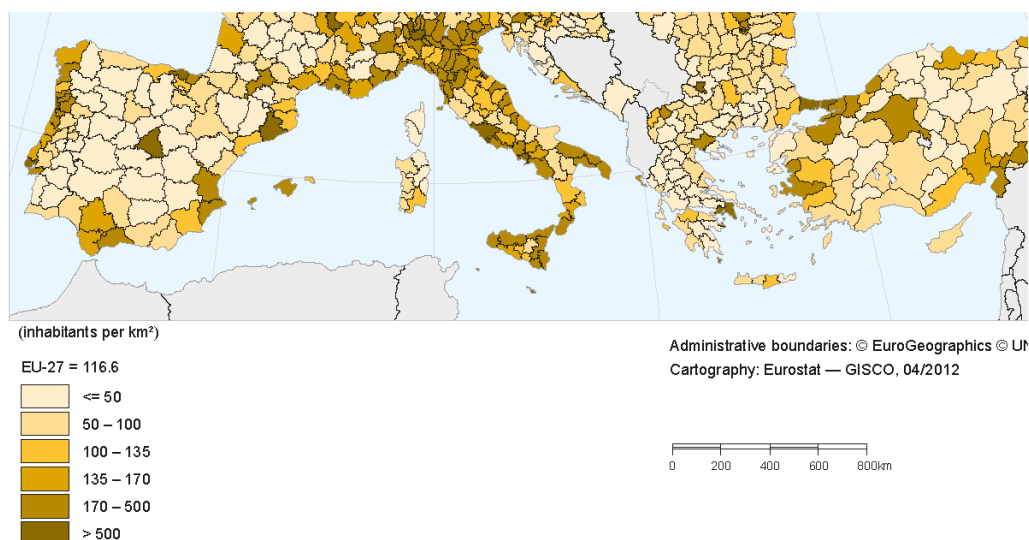 (inhabitants per km²)
EU-27 = 116.6
<= 50
50 – 100
100 – 135
135 – 170
170 – 500
> 500
Administrative boundaries: © EuroGeographics © UN
Cartography: Eurostat — GISCO, 04/2012
0 200 400 600 800km